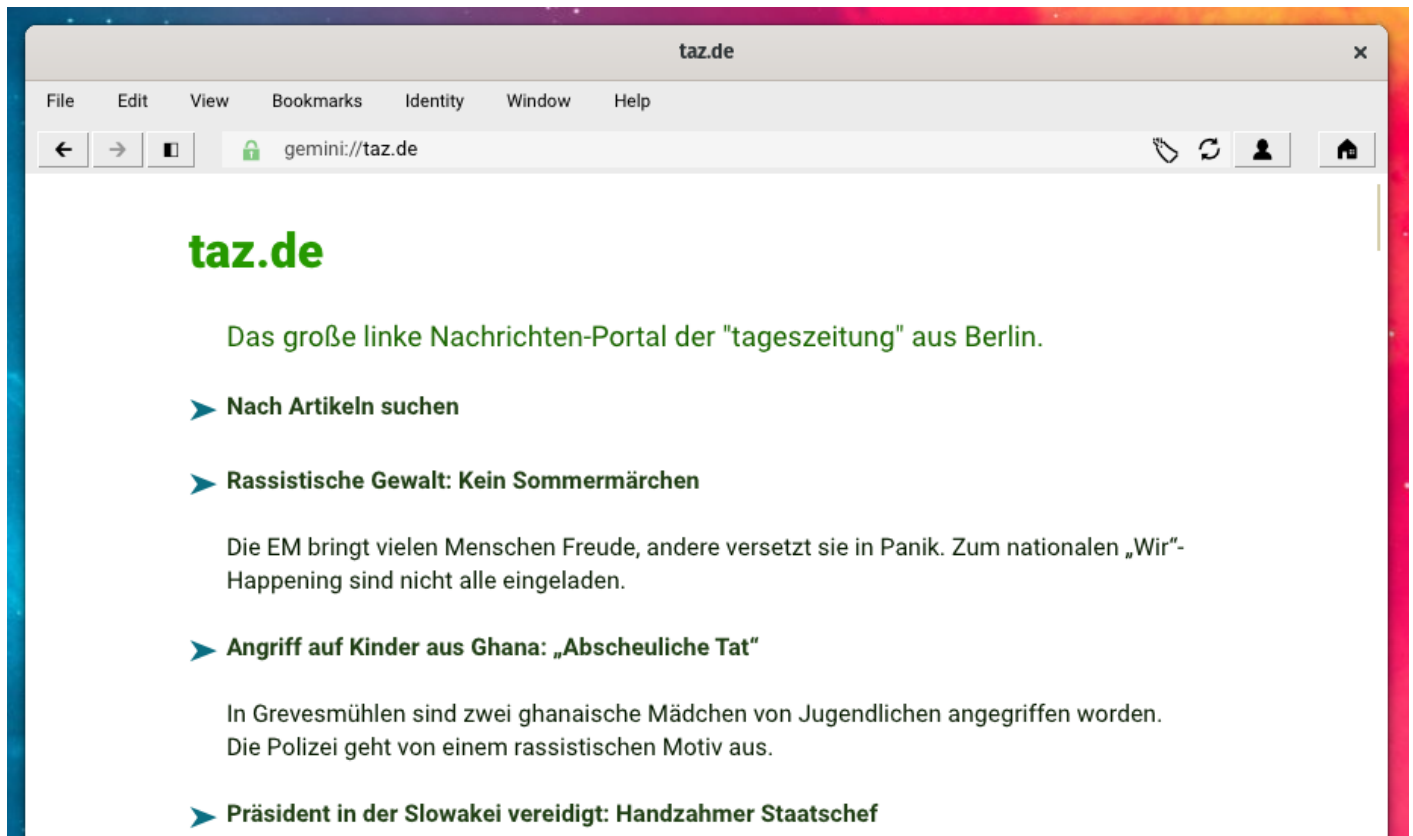 taz.de
File Edit View Bookmarks Identity Window Help
gemini://taz.de
taz.de
Das große linke Nachrichten-Portal der "tageszeitung" aus Berlin.
Nach Artikeln suchen
Rassistische Gewalt: Kein Sommermärchen
Die EM bringt vielen Menschen Freude, andere versetzt sie in Panik. Zum nationalen „Wir“-
Happening sind nicht alle eingeladen.
Angriff auf Kinder aus Ghana: „Abscheuliche Tat“
In Grevesmühlen sind zwei ghanaische Mädchen von Jugendlichen angegriffen worden.
Die Polizei geht von einem rassistischen Motiv aus.
Präsident in der Slowakei vereidigt: Handzahmer Staatschef